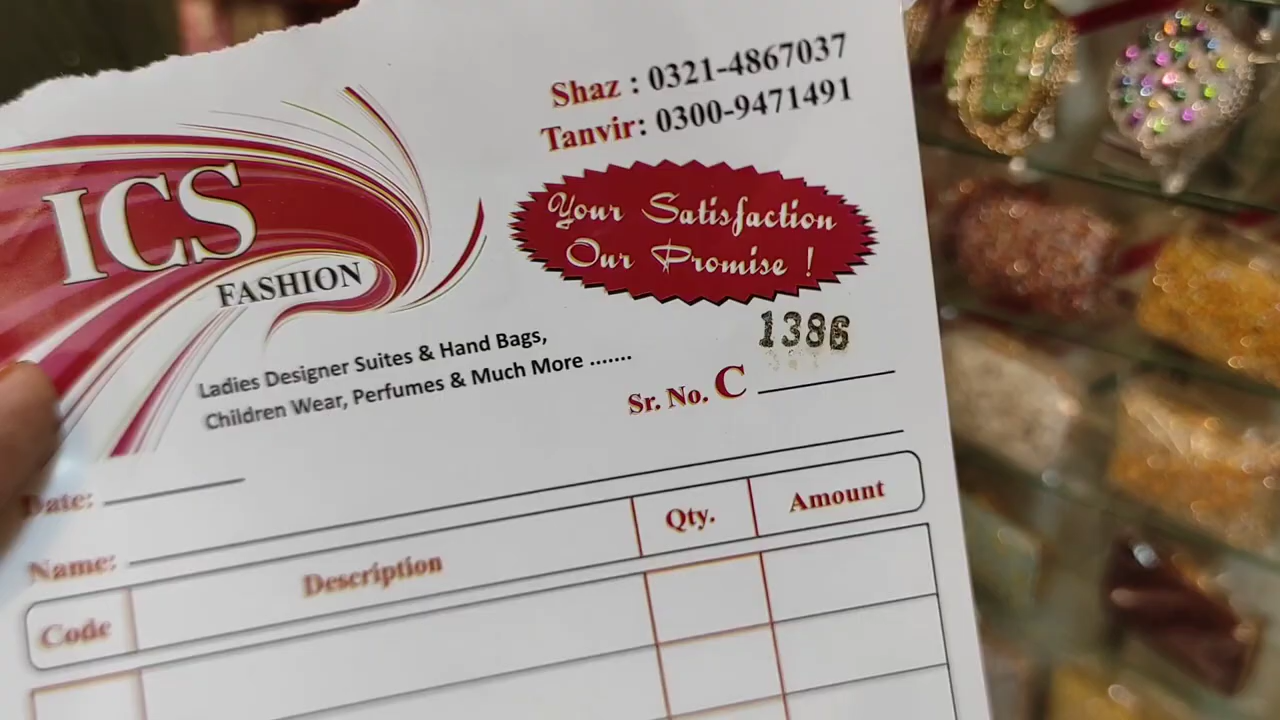 Shaz : 0321-4867037
Tanvir: 0300-9471491
ICS
FASHION
Your Satisfaction
Our Promise !
Ladies Designer Suites & Hand Bags,
Children Wear, Perfumes & Much More .......
1386
Sr. No. C
Date:
Name:
Code Description Qty. Amount